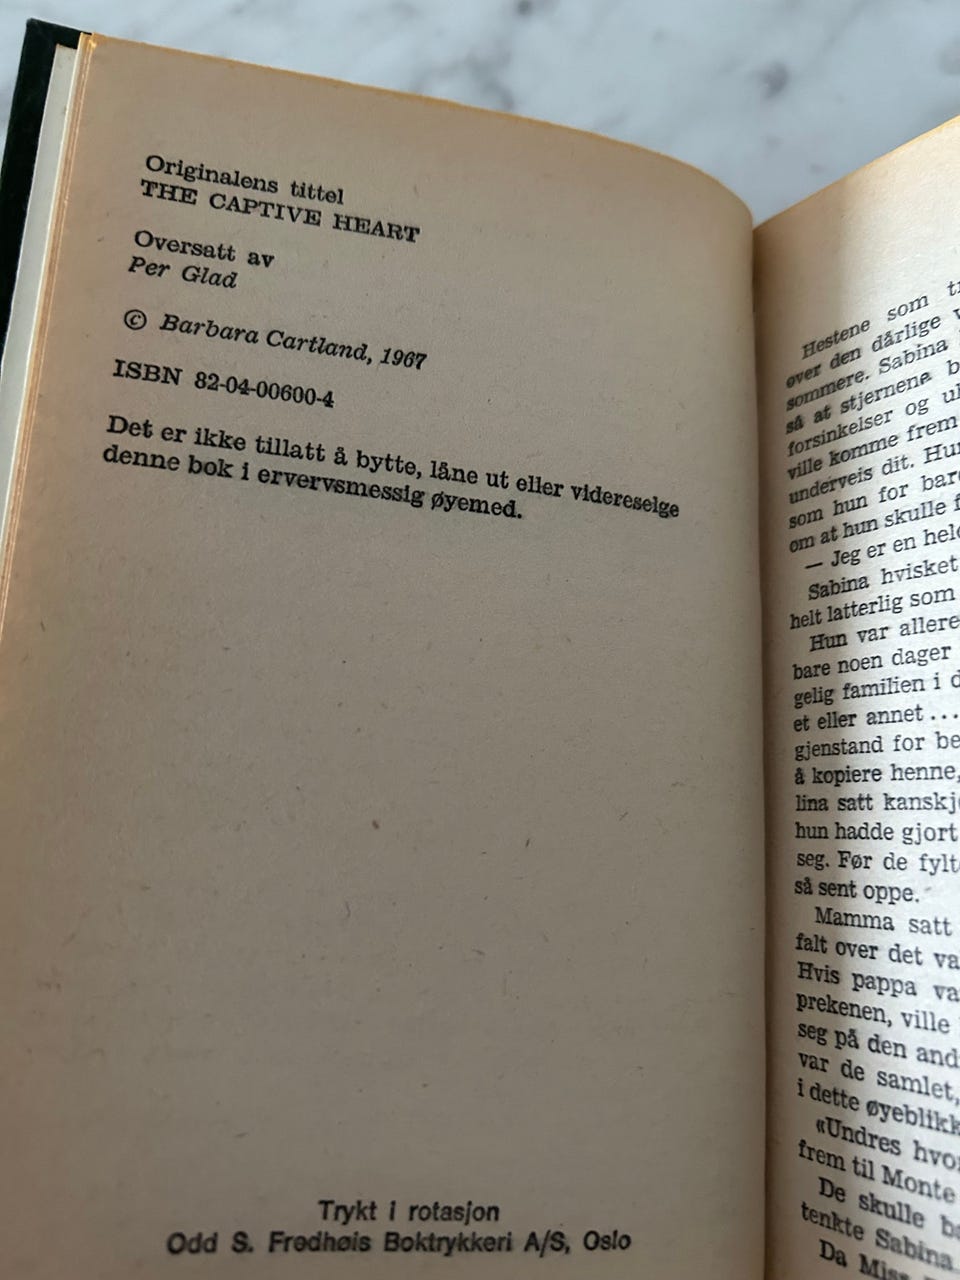 Originalens tittel
THE CAPTIVE HEART
Oversatt av
Per Glad
© Barbara Cartland, 1967
ISBN 82-04-00600-4
Det er ikke tillatt å bytte, låne ut eller videreselge
denne bok i ervervsmessig øyemed.
Trykt i rotasjon
Odd S. Fredhøis Boktrykkeri A/S, Oslo
Hestene som
over den dårlige
sommere. Sabina
så at stjernene
forsinkelser og
ville komme frem
underveis dit. Hun
som hun for bare
om at hun skulle
— Jeg er en
Sabina hvisket
helt latterlig som
Hun var
bare noen dager
gelig familien i
et eller annet ...
gjenstand for
å kopiere henne,
lina satt
hun hadde gjort
seg. Før de
så sent oppe.
Mamma satt
falt over det
Hvis pappa
prekenen, ville
seg på den
var de samlet,
i dette
«Undres
frem til Monte
De skulle
tenkte Sabina
Da